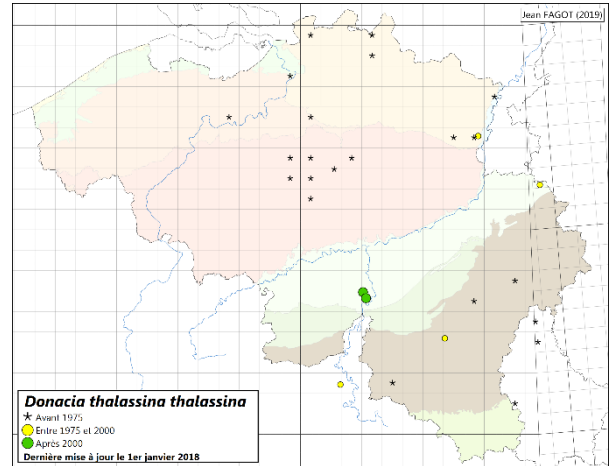 Jean FAGOT (2019)
Donacia thalassina thalassina
Avant 1975
Entre 1975 et 2000
Après 2000
Dernière mise à jour le 1er janvier 2018